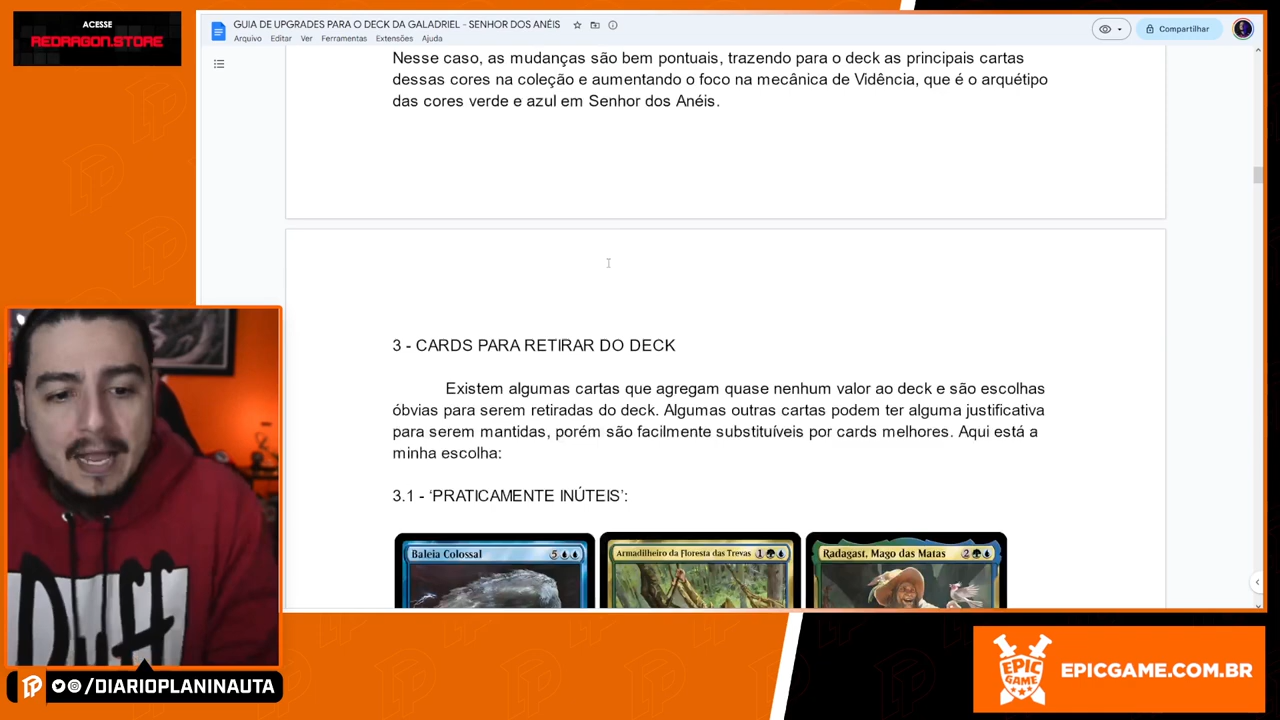 ACESSE
REDRAGON.STORE
GUIA DE UPGRADES PARA O DECK DA GALADRIEL - SENHOR DOS ANÉIS
Arquivo Editar Ver Ferramentas Extensões Ajuda
Compartilhar
Nesse caso, as mudanças são bem pontuais, trazendo para o deck as principais cartas
dessas cores na coleção e aumentando o foco na mecânica de Vidência, que é o arquétipo
das cores verde e azul em Senhor dos Anéis.
3 - CARDS PARA RETIRAR DO DECK
Existem algumas cartas que agregam quase nenhum valor ao deck e são escolhas
óbvias para serem retiradas do deck. Algumas outras cartas podem ter alguma justificativa
para serem mantidas, porém são facilmente substituíveis por cards melhores. Aqui está a
minha escolha:
3.1 - ‘PRATICAMENTE INÚTEIS’:
Baleia Colossal 5
Armadilheiro da Floresta das Trevas 1
Radagast, Mago das Matas 2
/DIARIOPLANINAUTA
EPIC
GAME
EPICGAME.COM.BR